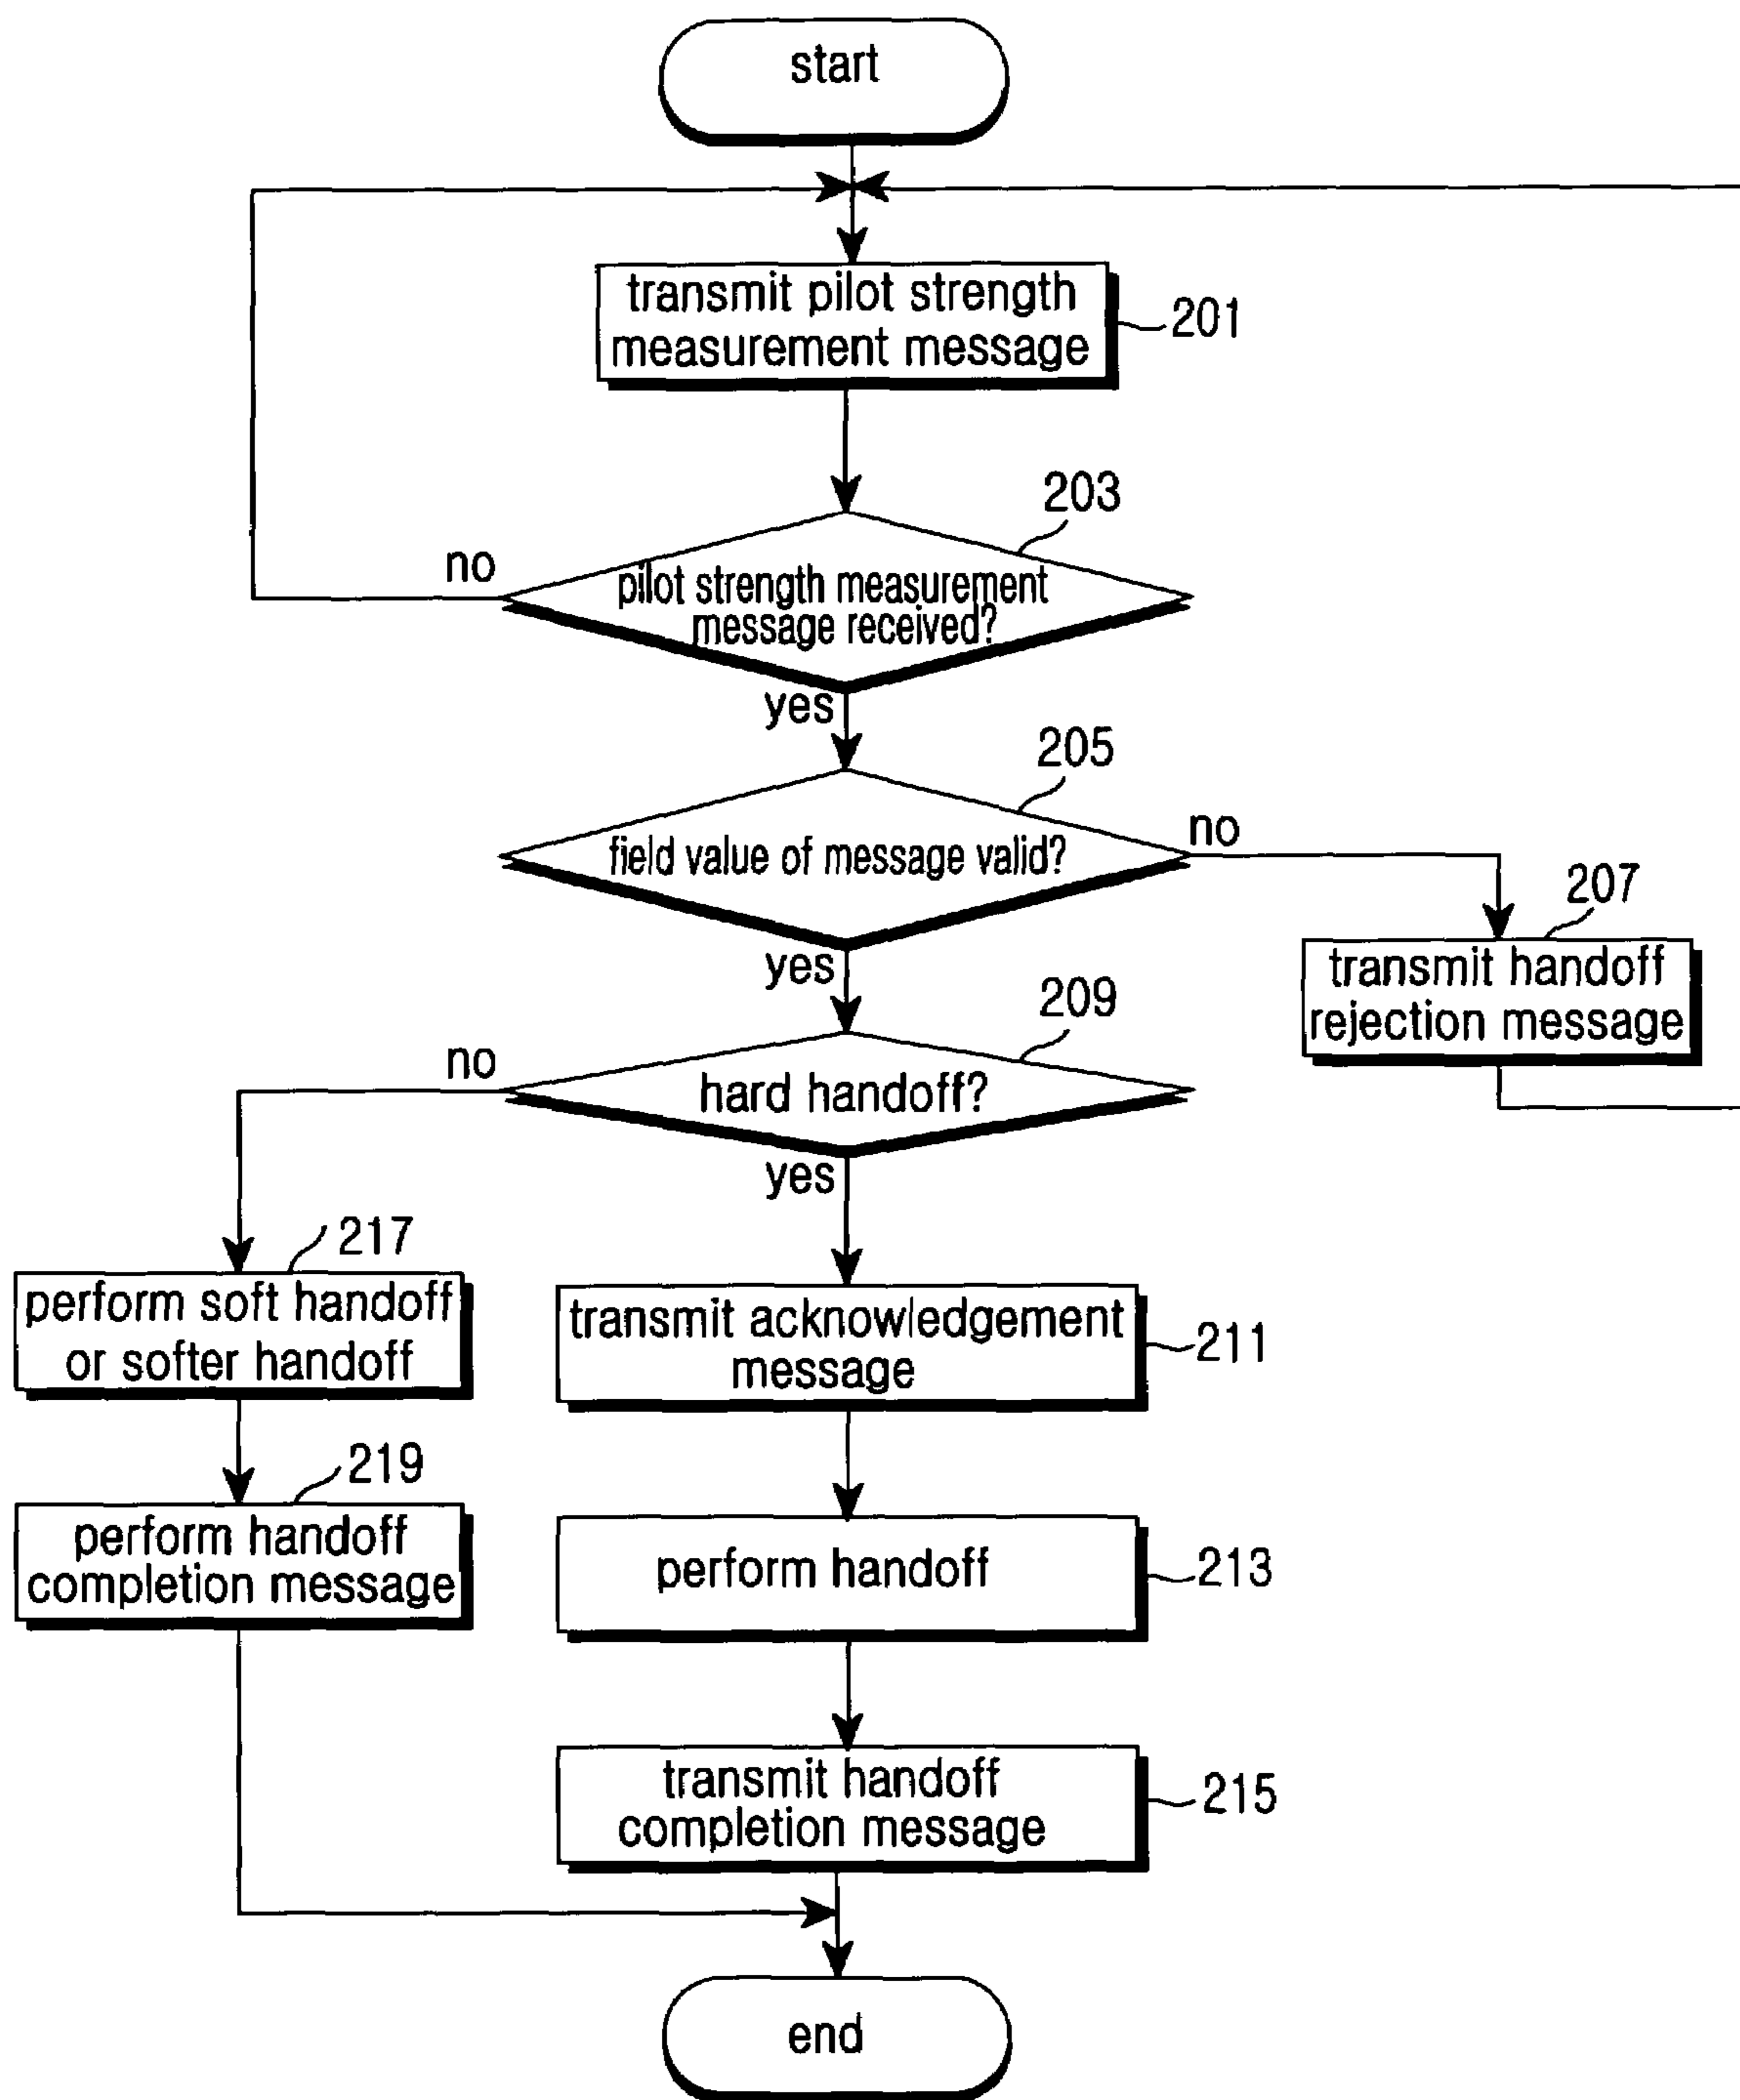 start
transmit pilot strength
measurement message
201
203
no
pilot strength measurement
message received?
yes
205
field value of message valid?
no
207
transmit handoff
rejection message
yes
209
no
hard handoff?
yes
217
perform soft handoff
or softer handoff
transmit acknowledgement
message
211
219
perform handoff
completion message
perform handoff
213
transmit handoff
completion message
215
end